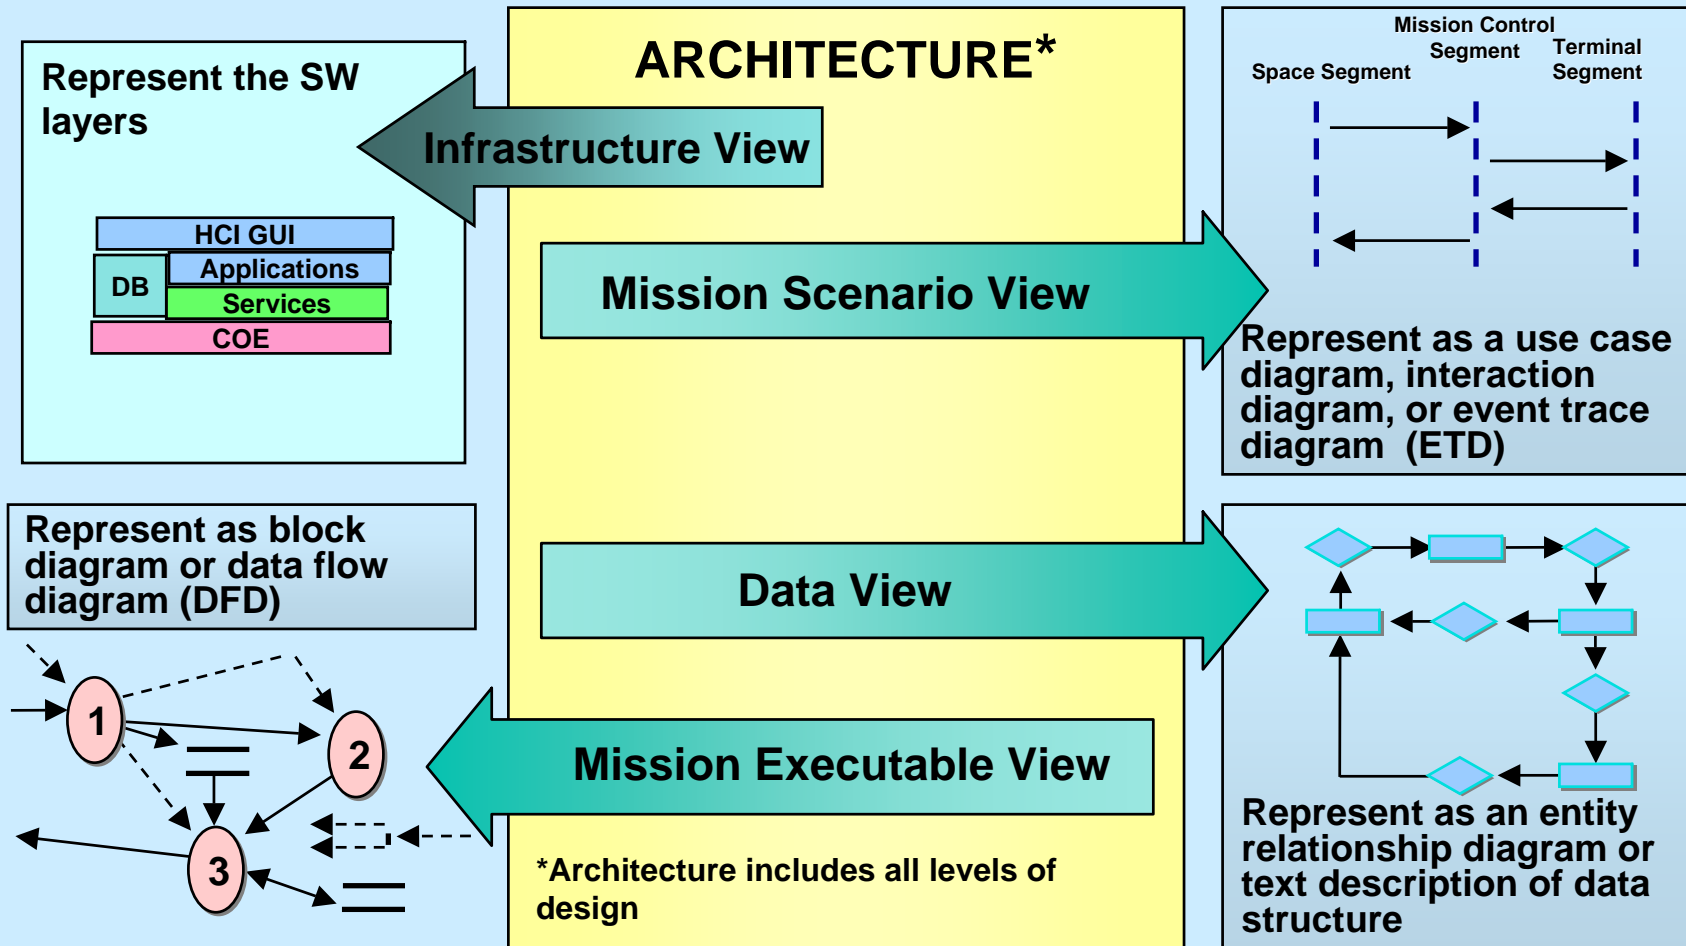 ARCHITECTURE*
Represent the SW
layers
Infrastructure View
HCI GUI
DB
Applications
Services
COE
Mission Control
Segment
Space Segment
Terminal
Segment
Mission Scenario View
Represent as a use case
diagram, interaction
diagram, or event trace
diagram (ETD)
Represent as block
diagram or data flow
diagram (DFD)
1
2
3
Data View
Mission Executable View
*Architecture includes all levels of
design
Represent as an entity
relationship diagram or
text description of data
structure